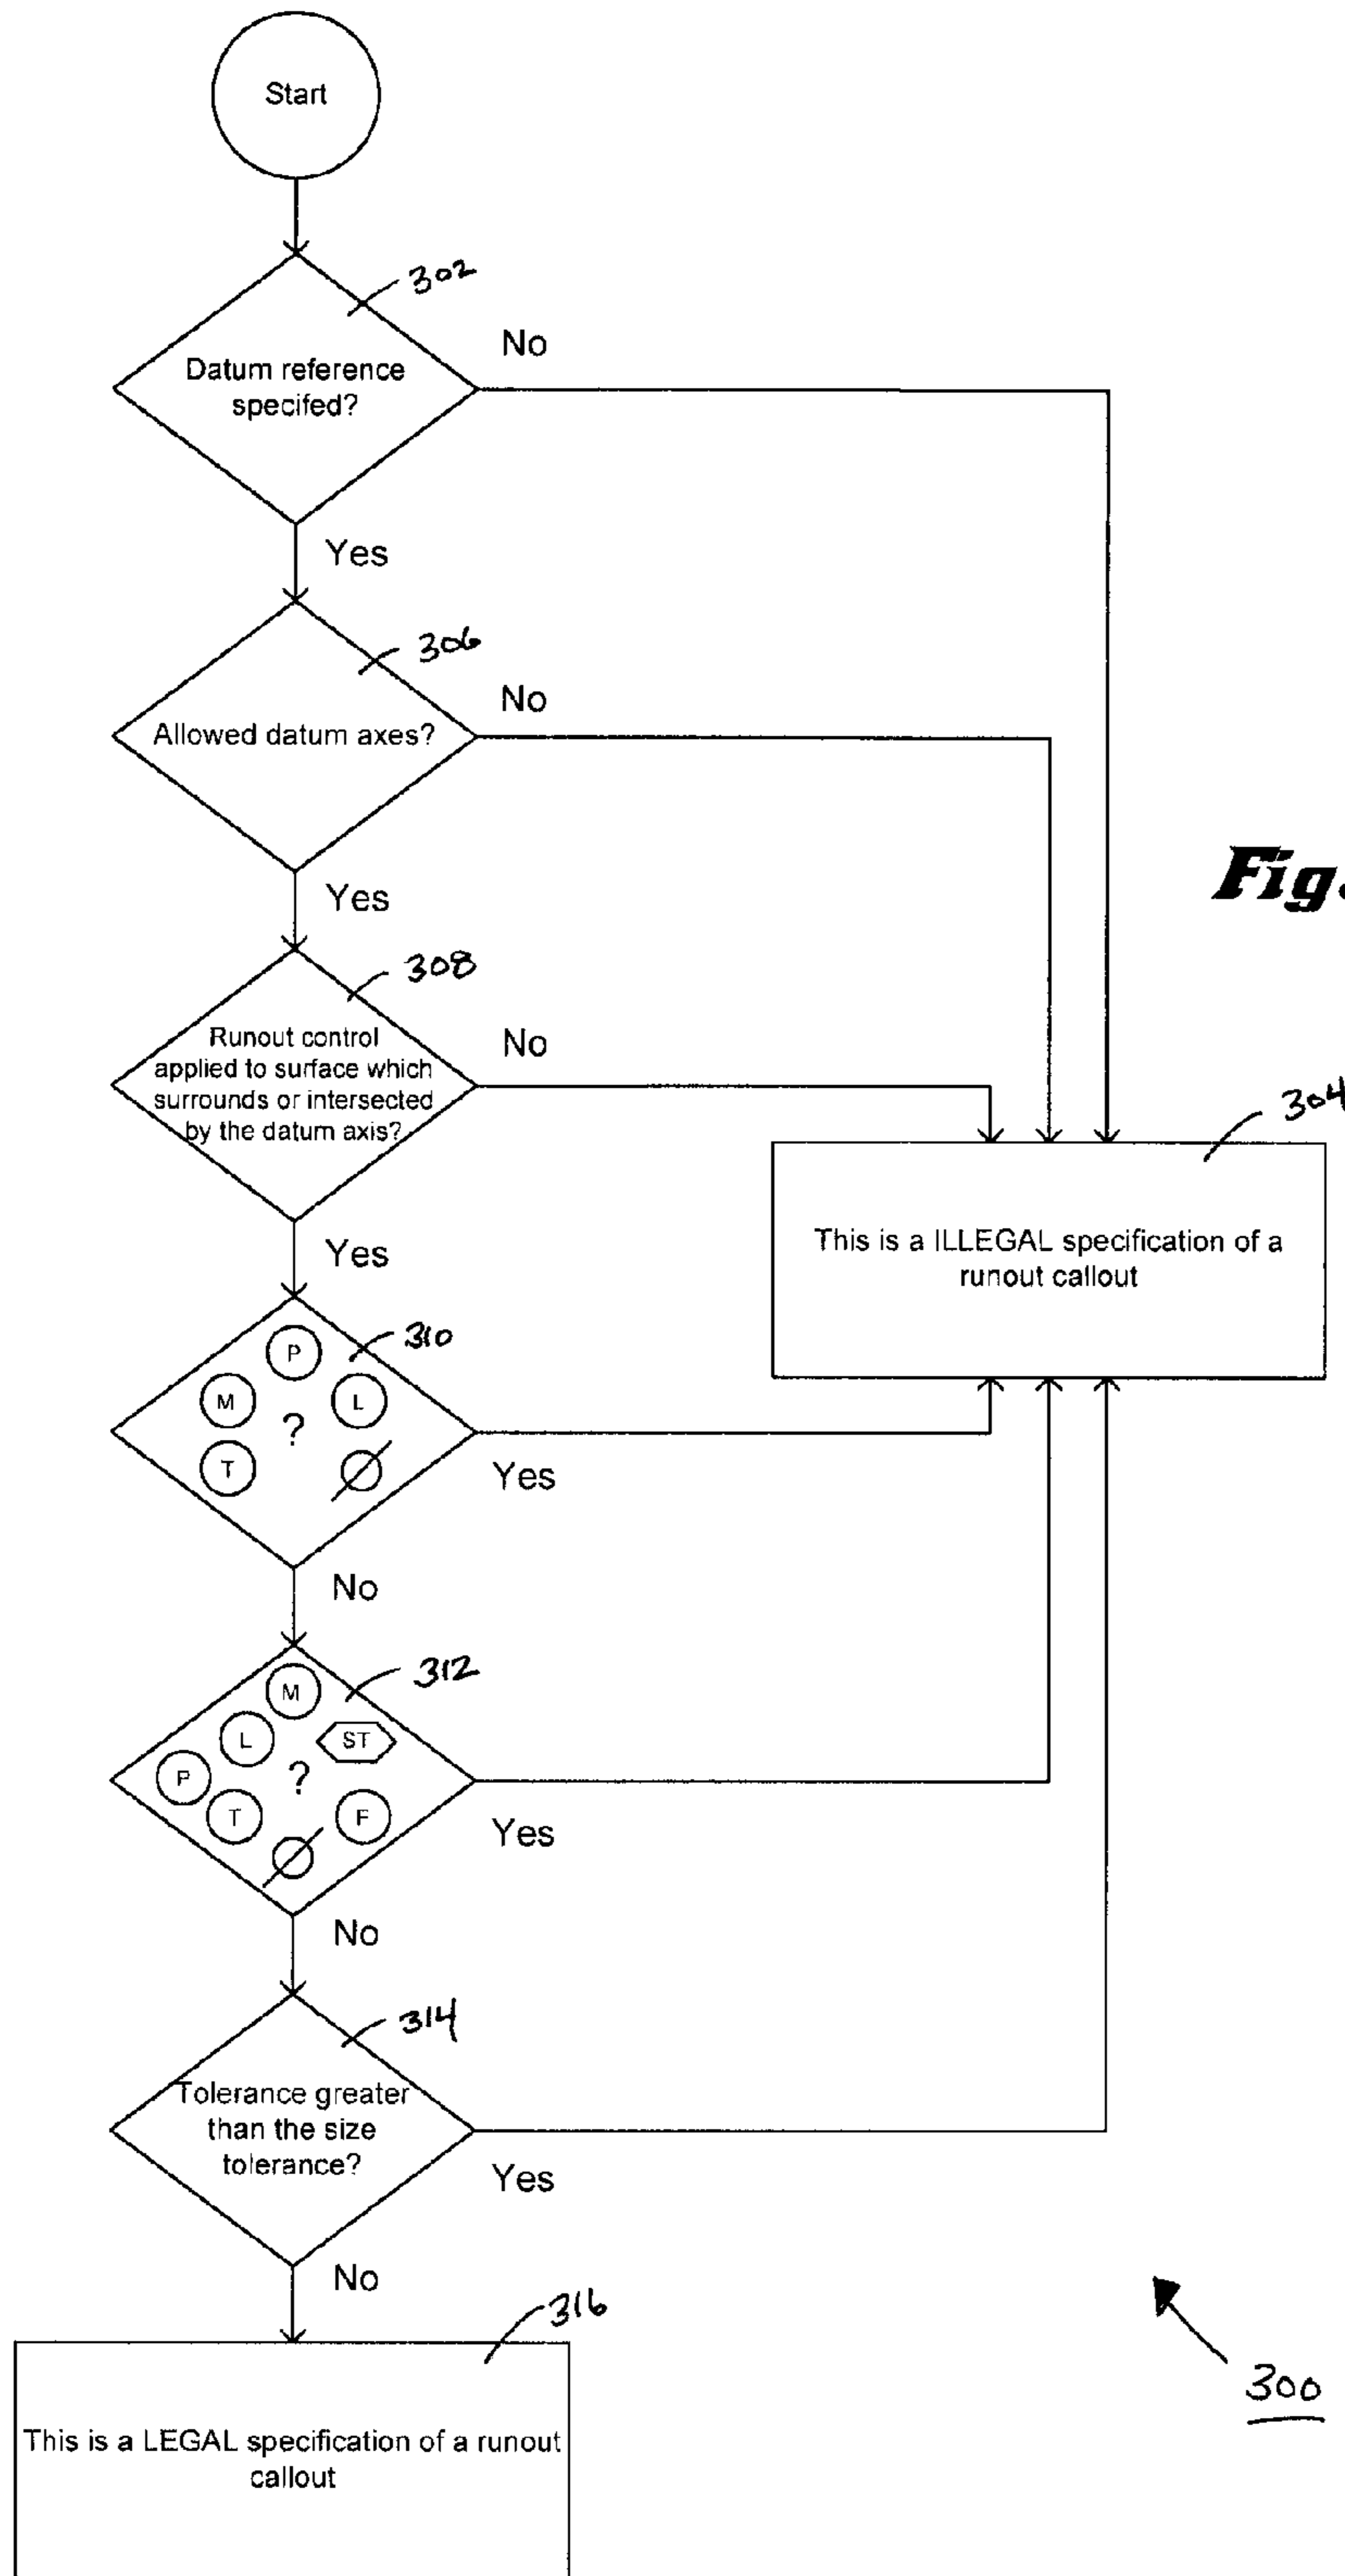 Start
302
No
Datum reference
specifed?
Yes
306
No
Allowed datum axes?
Yes
Fig.
308
No
Runout control
applied to surface which
surrounds or intersected
by the datum axis?
304
This is a ILLEGAL specification of a
runout callout
Yes
310
P
M
L
?
T
Yes
No
312
M
L
ST
P
?
T
F
Yes
No
314
Tolerance greater
than the size
tolerance?
Yes
No
316
300
This is a LEGAL specification of a runout
callout